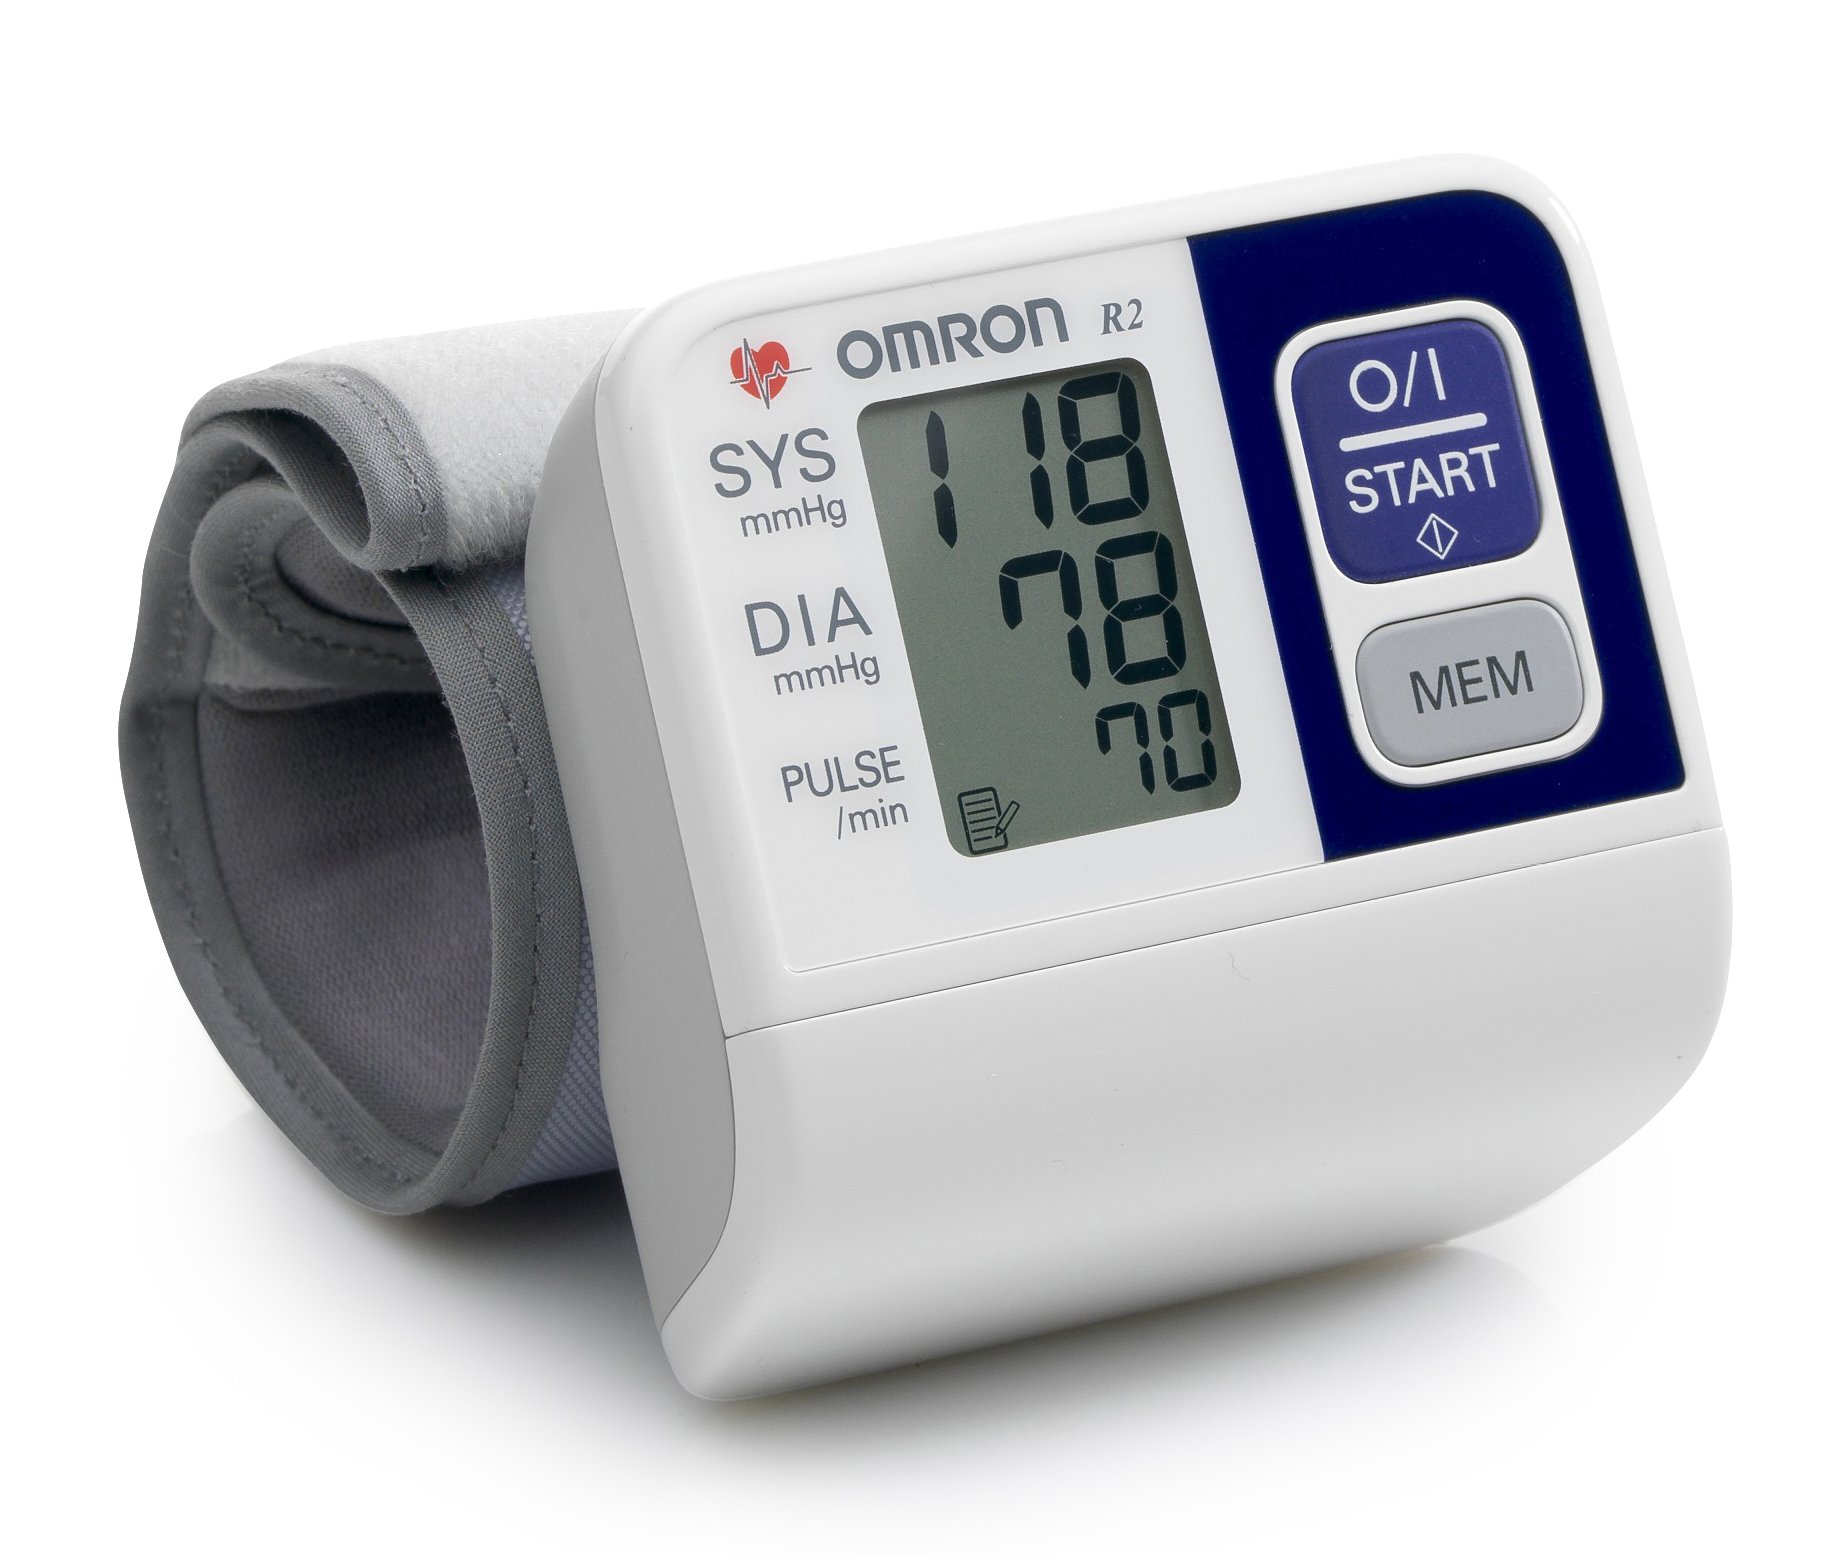 OMRON R2
SYS
mmHg
118
DIA
mmHg
78
PULSE
/min
70
O/I
START
MEM